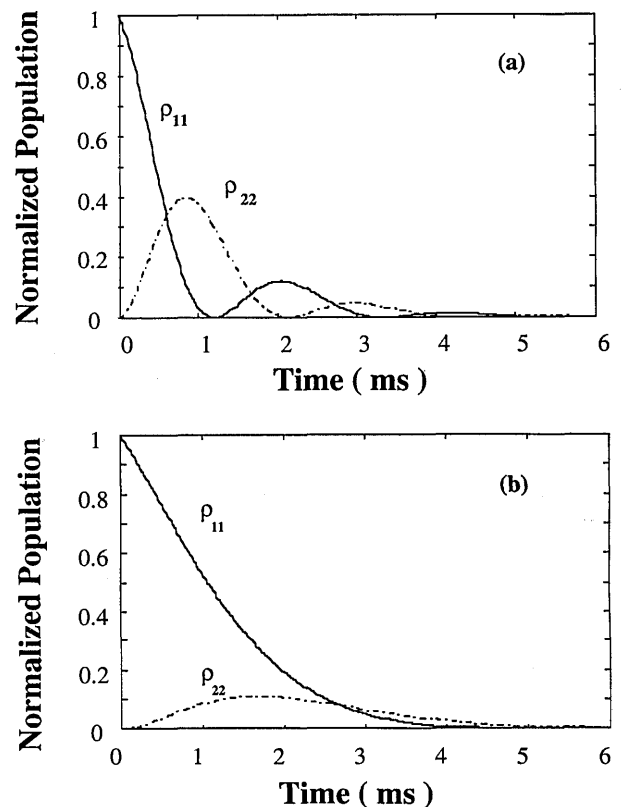 Normalized Population
1
0.8
0.6
0.4
0.2
0
(a)
ρ11
ρ22
0 1 2 3 4 5 6
Time ( ms )
Normalized Population
1
0.8
0.6
0.4
0.2
0
(b)
ρ11
ρ22
0 1 2 3 4 5 6
Time ( ms )